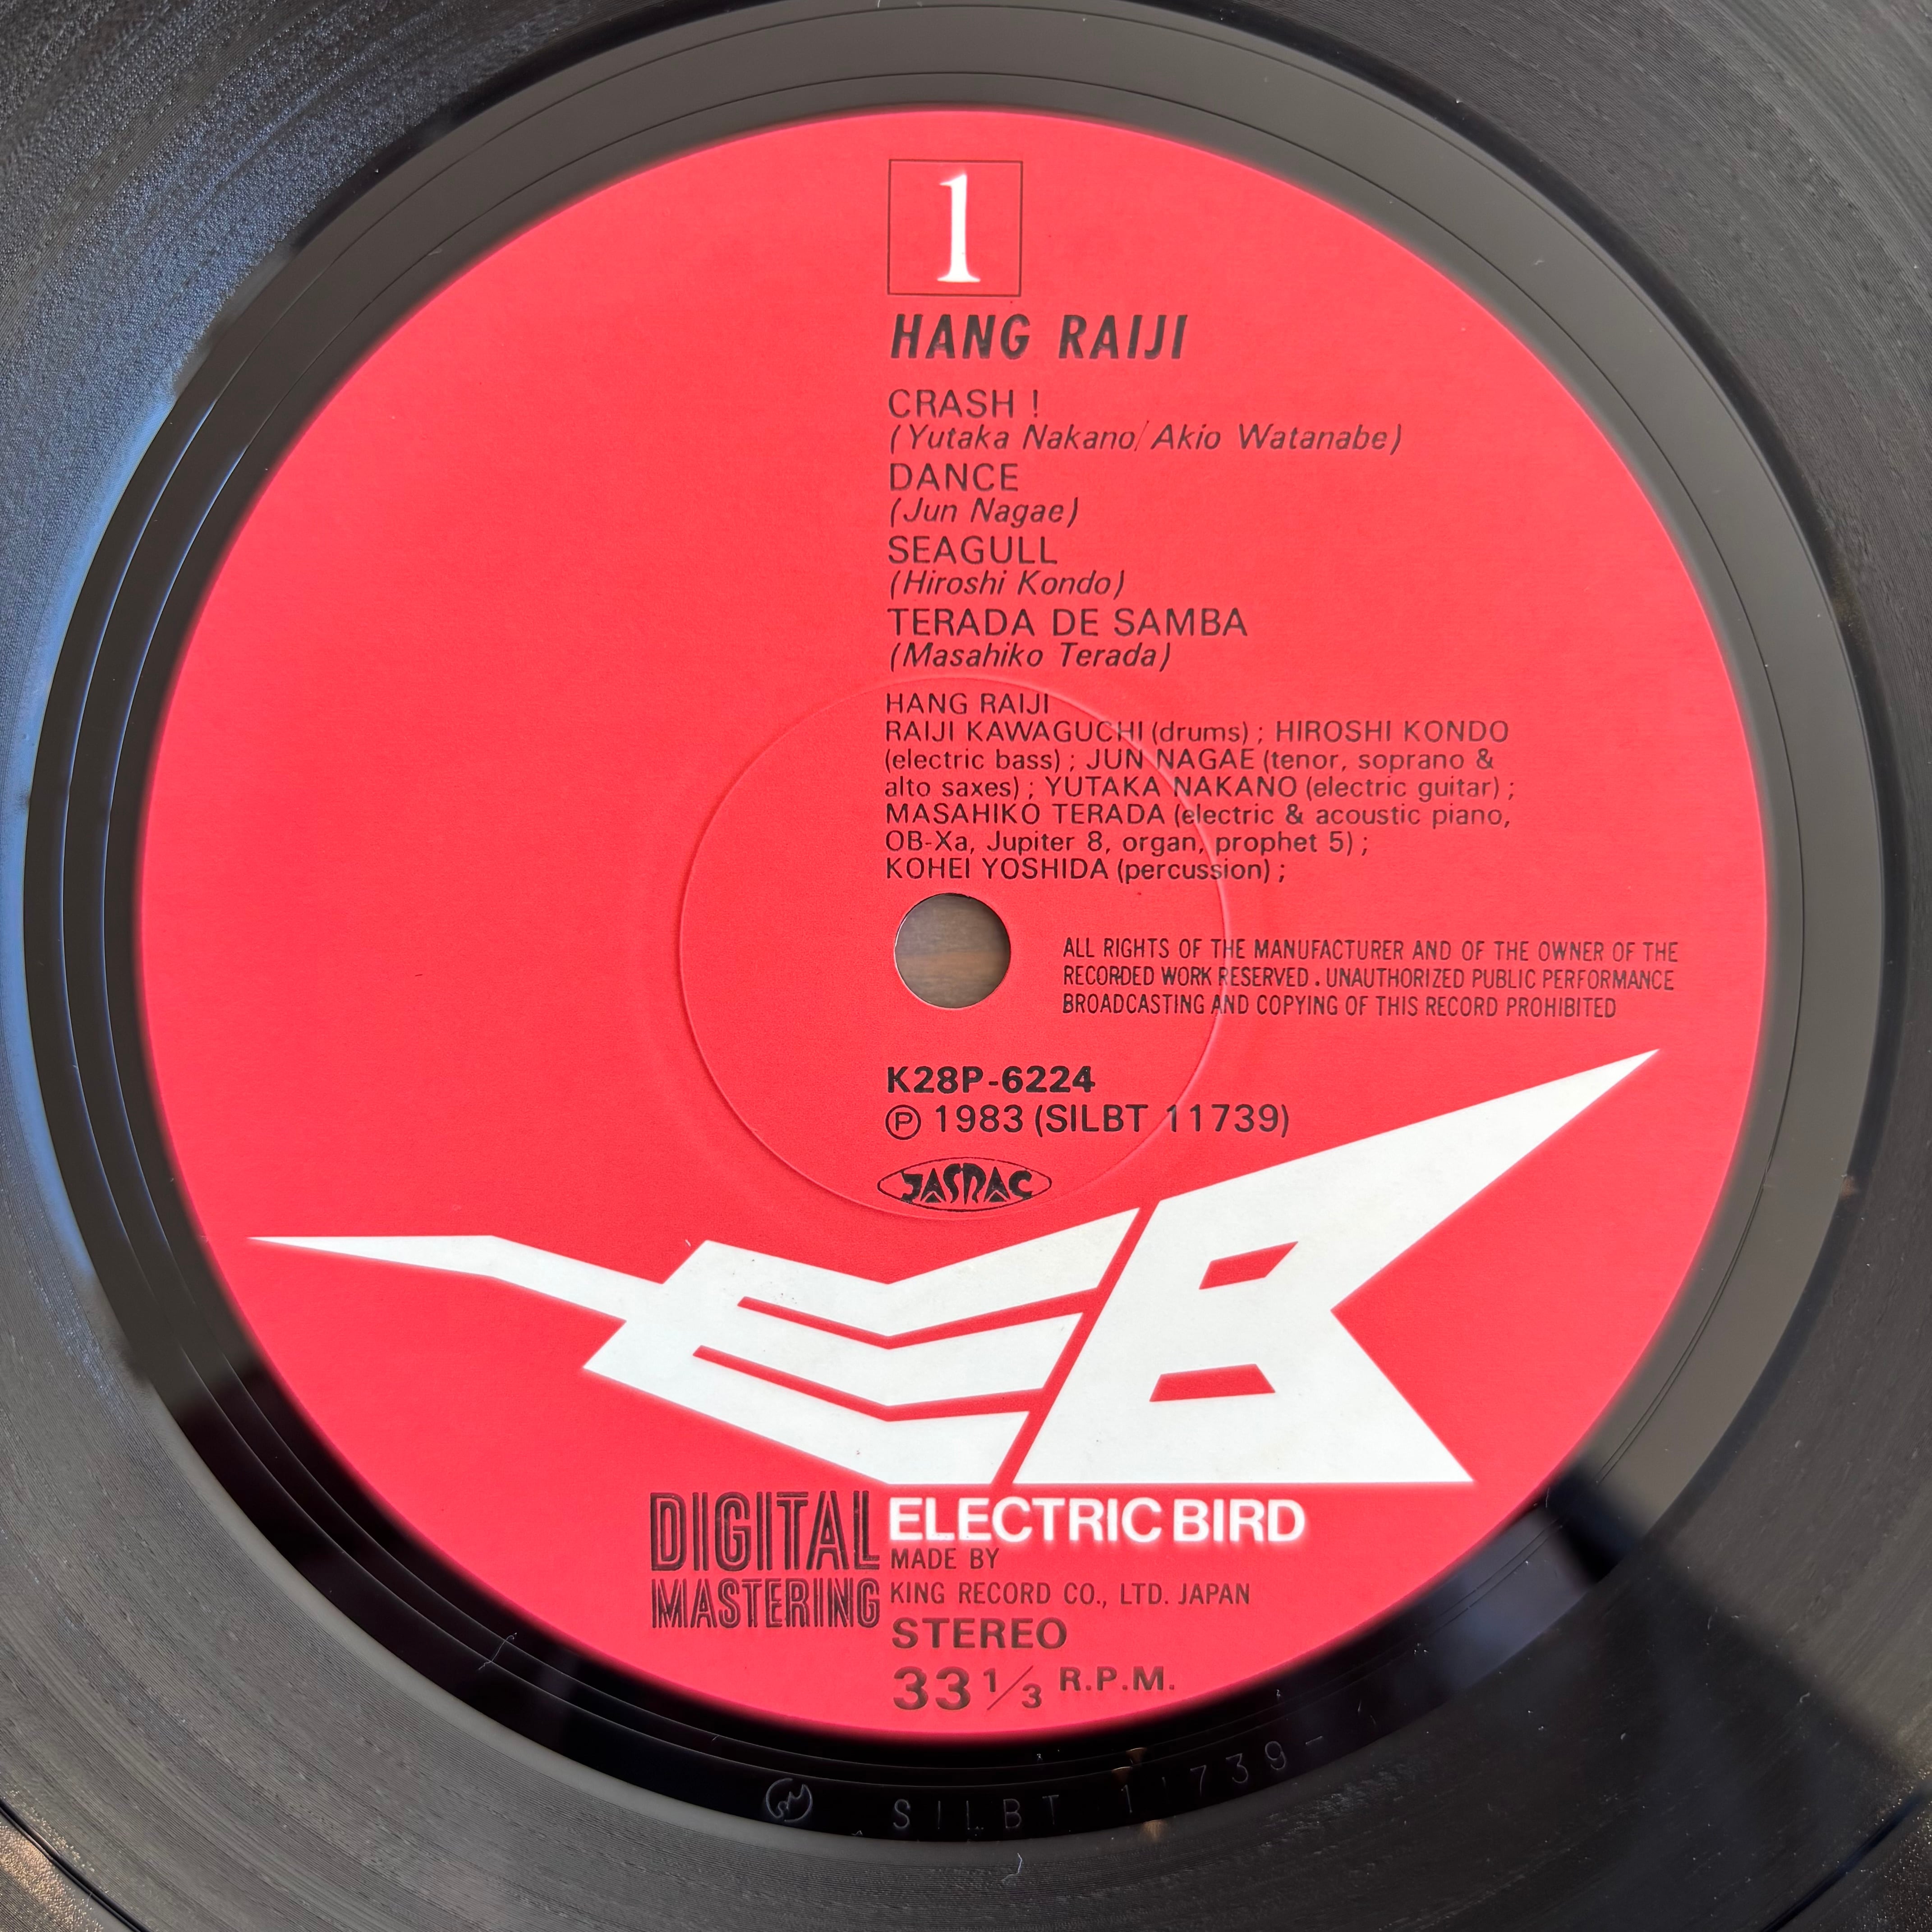 1
HANG RAIJI
CRASH !
(Yutaka Nakano/Akio Watanabe)
DANCE
(Jun Nagae)
SEAGULL
(Hiroshi Kondo)
TERADA DE SAMBA
(Masahiko Terada)
HANG RAIJI
RAIJI KAWAGUCHI (drums) ; HIROSHI KONDO
(electric bass) ; JUN NAGAE (tenor, soprano &
alto saxes) ; YUTAKA NAKANO (electric guitar) ;
MASAHIKO TERADA (electric & acoustic piano,
OB-Xa, Jupiter 8, organ, prophet 5) ;
KOHEI YOSHIDA (percussion) ;
ALL RIGHTS OF THE MANUFACTURER AND OF THE OWNER OF THE
RECORDED WORK RESERVED . UNAUTHORIZED PUBLIC PERFORMANCE
BROADCASTING AND COPYING OF THIS RECORD PROHIBITED
K28P-6224
Ⓟ 1983 (SILBT 11739)
JASRAC
EB
DIGITAL
MASTERING
ELECTRIC BIRD
MADE BY
KING RECORD CO., LTD. JAPAN
STEREO
33 1/3 R.P.M.
SILBT 11739-